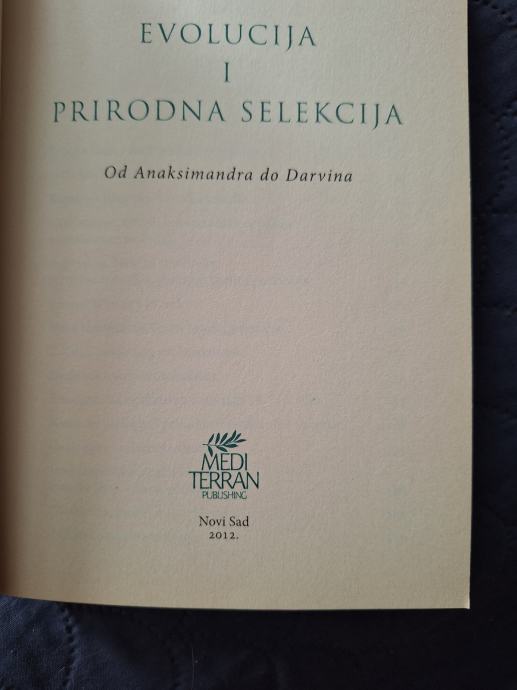 EVOLUCIJA
I
PRIRODNA SELEKCIJA
Od Anaksimandra do Darvina
MEDI
TERRAN
PUBLISHING
Novi Sad
2012.